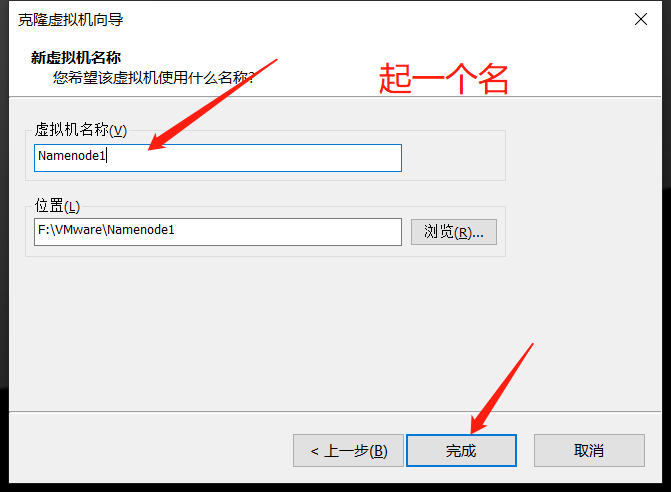 克隆虚拟机向导
新虚拟机名称
您希望该虚拟机使用什么名称?
起一个名
虚拟机名称(V)
Namenode1
位置(L)
F:\VMware\Namenode1
浏览(R)...
< 上一步(B)
完成
取消